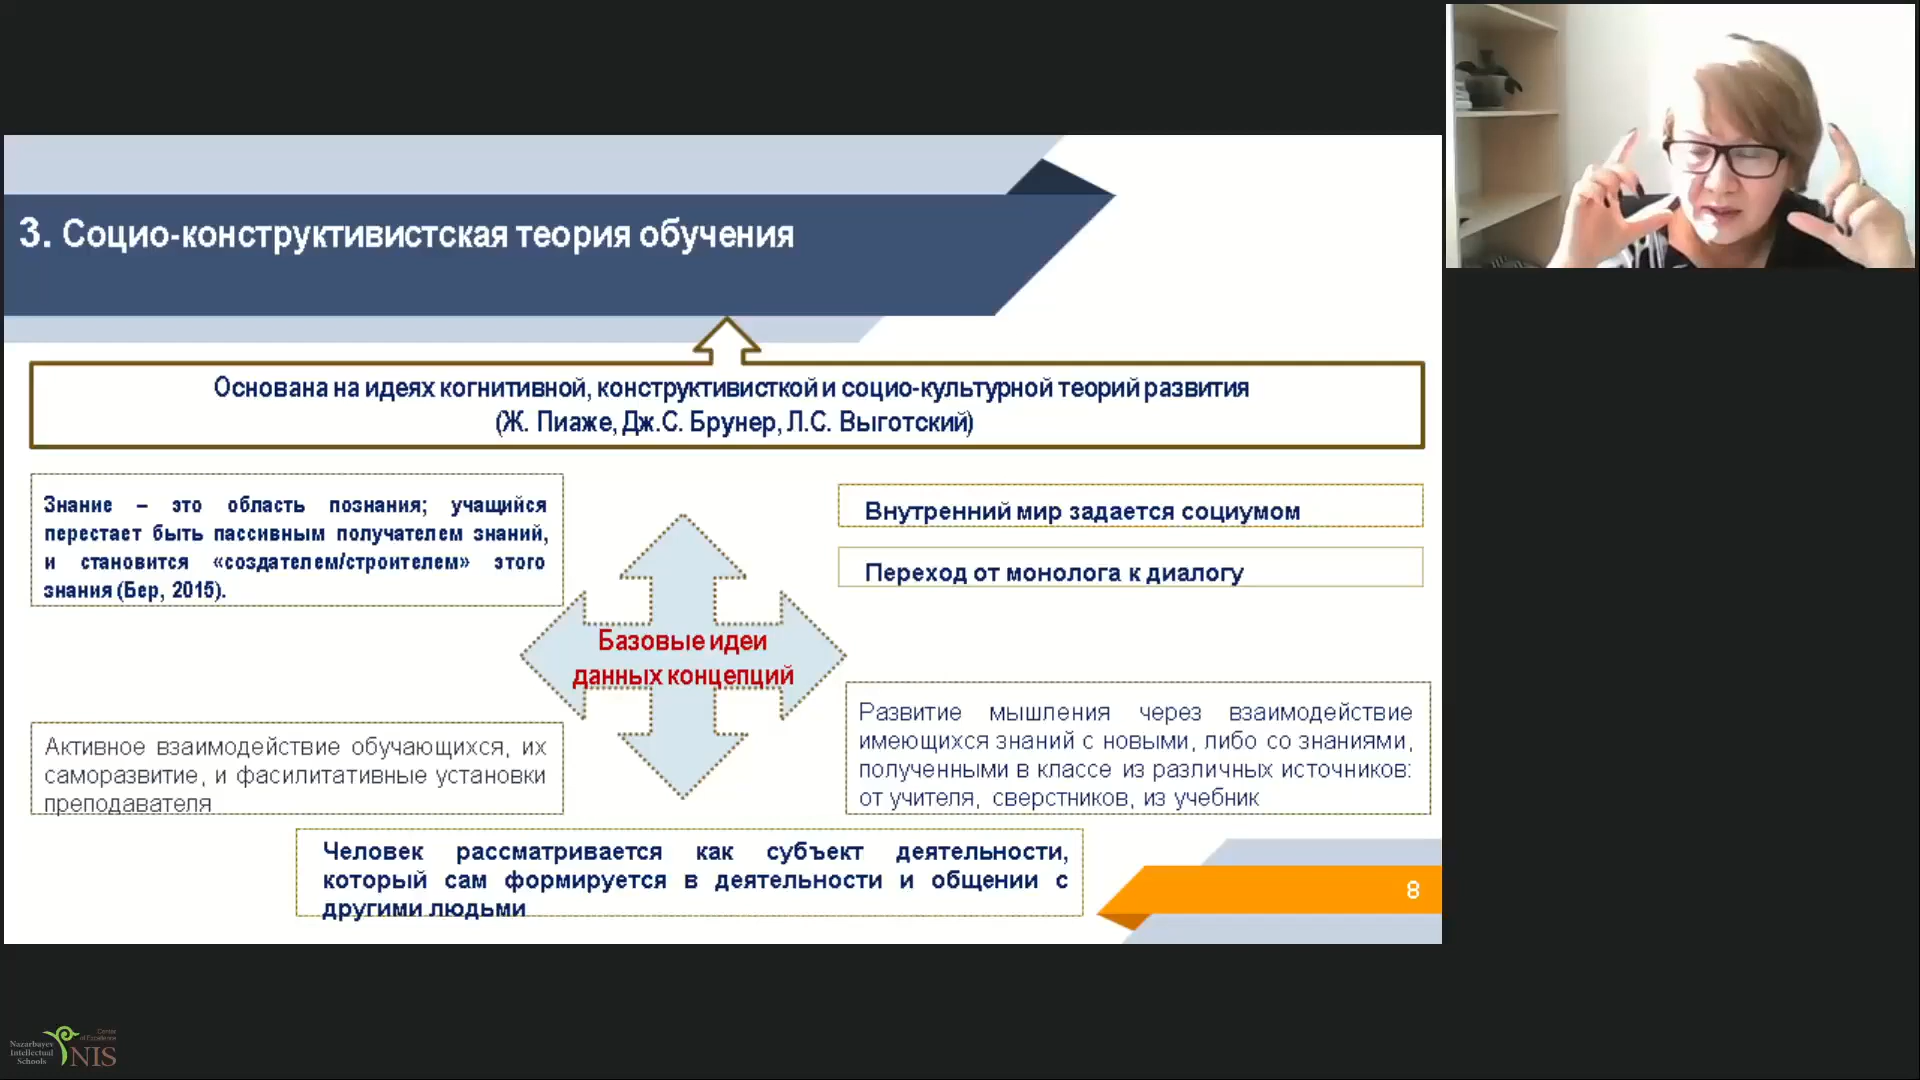 3. Социо-конструктивистская теория обучения
Основана на идеях когнитивной, конструктивисткой и социо-культурной теорий развития
(Ж. Пиаже, Дж.С. Брунер, Л.С. Выготский)
Знание – это область познания; учащийся
перестает быть пассивным получателем знаний,
и становится «создателем/строителем» этого
знания (Бер, 2015).
Внутренний мир задается социумом
Переход от монолога к диалогу
Базовые идеи
данных концепций
Активное взаимодействие обучающихся, их
саморазвитие, и фасилитативные установки
преподавателя
Развитие мышления через взаимодействие
имеющихся знаний с новыми, либо со знаниями,
полученными в классе из различных источников:
от учителя, сверстников, из учебник
Человек рассматривается как субъект деятельности,
который сам формируется в деятельности и общении с
другими людьми
8
Nazarbayev
Intellectual
Schools
Center
of Excellence
NIS